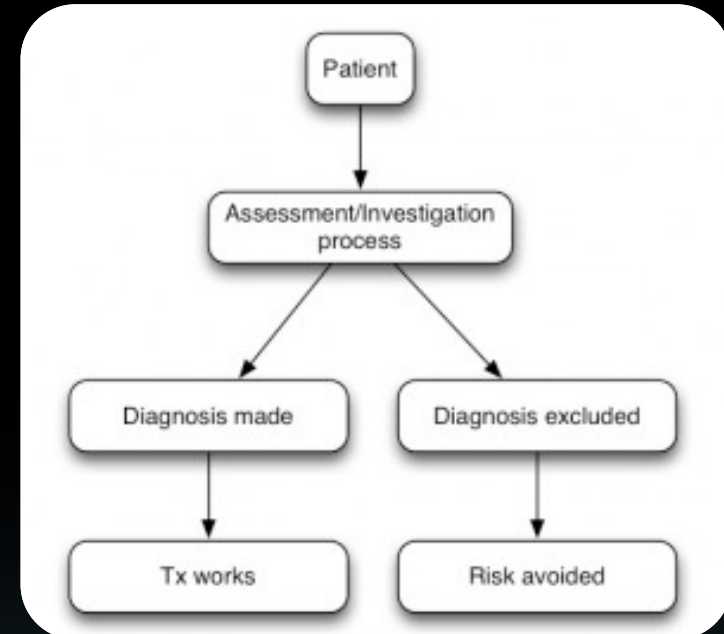 Patient
Assessment/Investigation
process
Diagnosis made
Diagnosis excluded
Tx works
Risk avoided